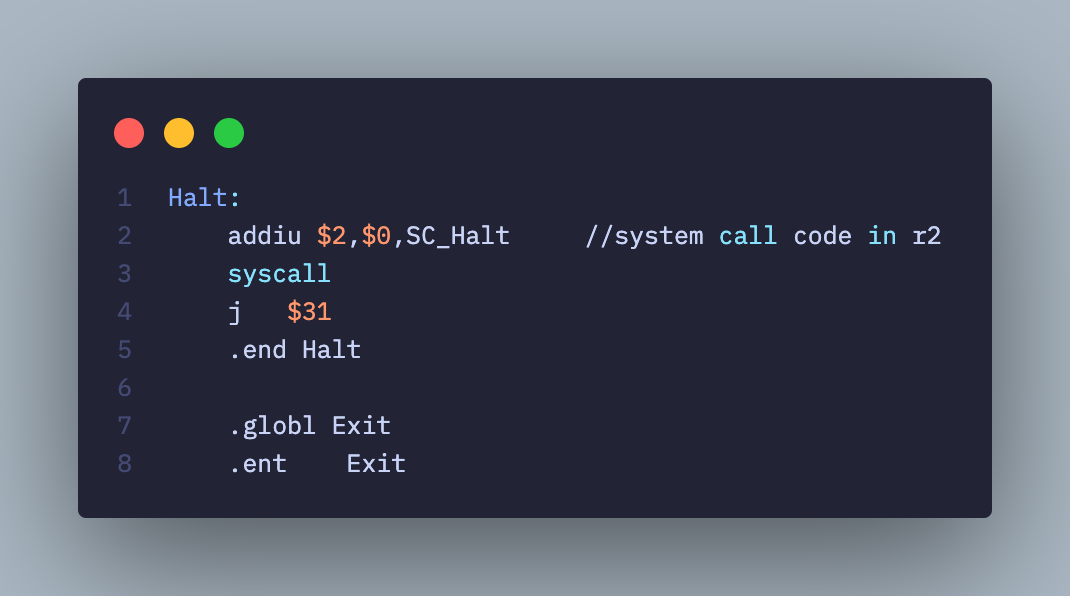 1 Halt:
2 addiu $2,$0,SC_Halt //system call code in r2
3 syscall
4 j $31
5 .end Halt
6
7 .globl Exit
8 .ent Exit